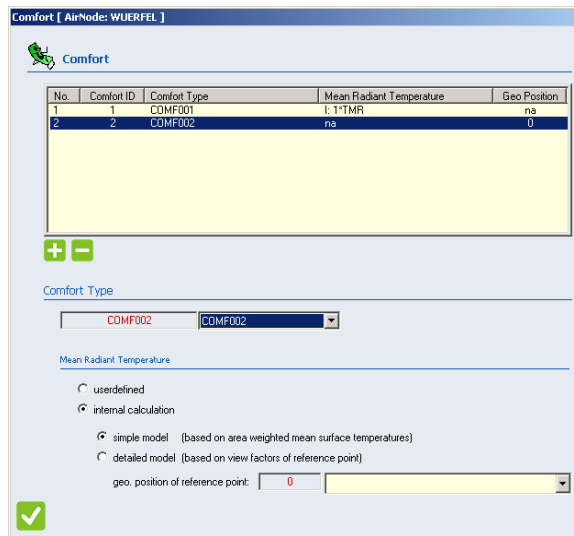 Comfort [ AirNode: WUERFEL ]
Comfort
No. Comfort ID Comfort Type Mean Radiant Temperature Geo Position
1 1 COMF001 I: 1*TMR na
2 2 COMF002 na 0
Comfort Type
COMF002 COMF002
Mean Radiant Temperature
userdefined
internal calculation
simple model (based on area weighted mean surface temperatures)
detailed model (based on view factors of reference point)
geo. position of reference point: 0